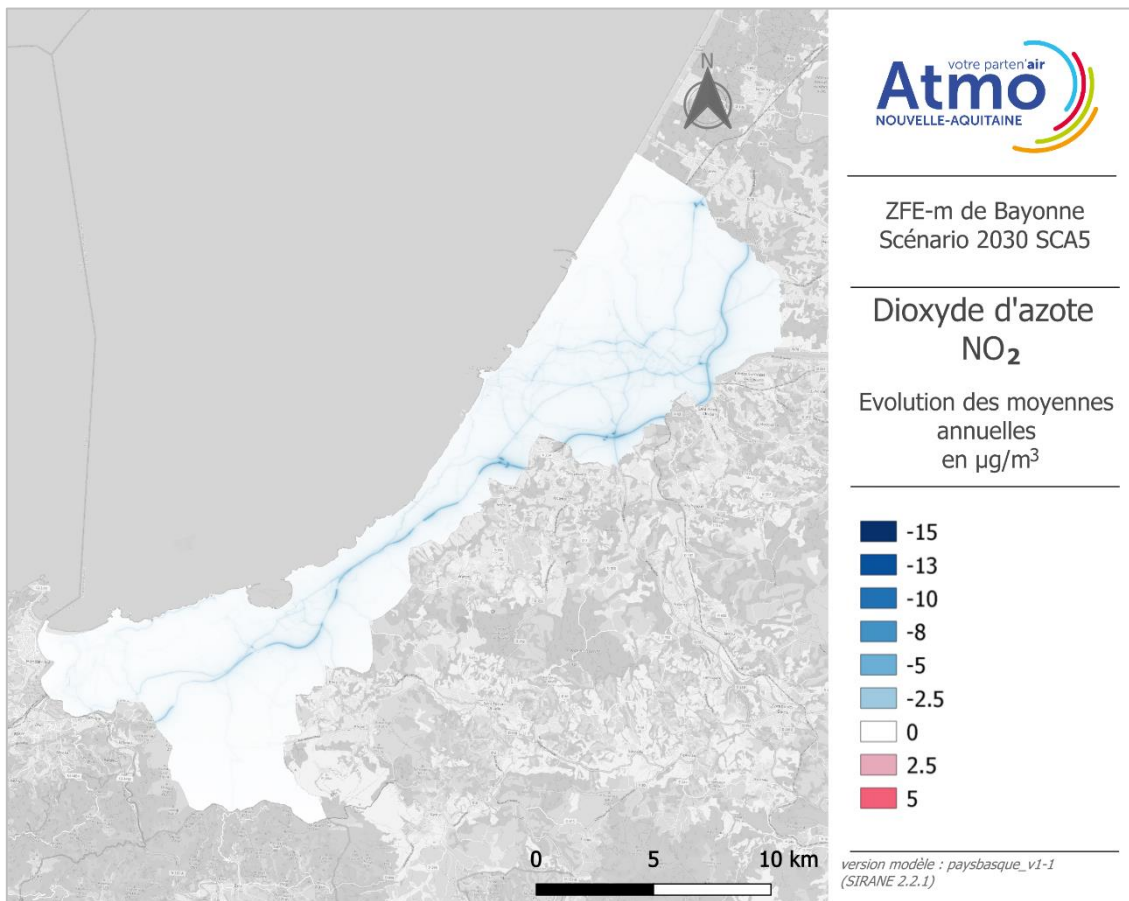 N
votre parten'air
Atmo
NOUVELLE-AQUITAINE
ZFE-m de Bayonne
Scénario 2030 SCA5
Dioxyde d'azote
NO₂
Evolution des moyennes
annuelles
en µg/m³
-15
-13
-10
-8
-5
-2.5
0
2.5
5
0 5 10 km
version modèle : paysbasque_v1-1
(SIRANE 2.2.1)